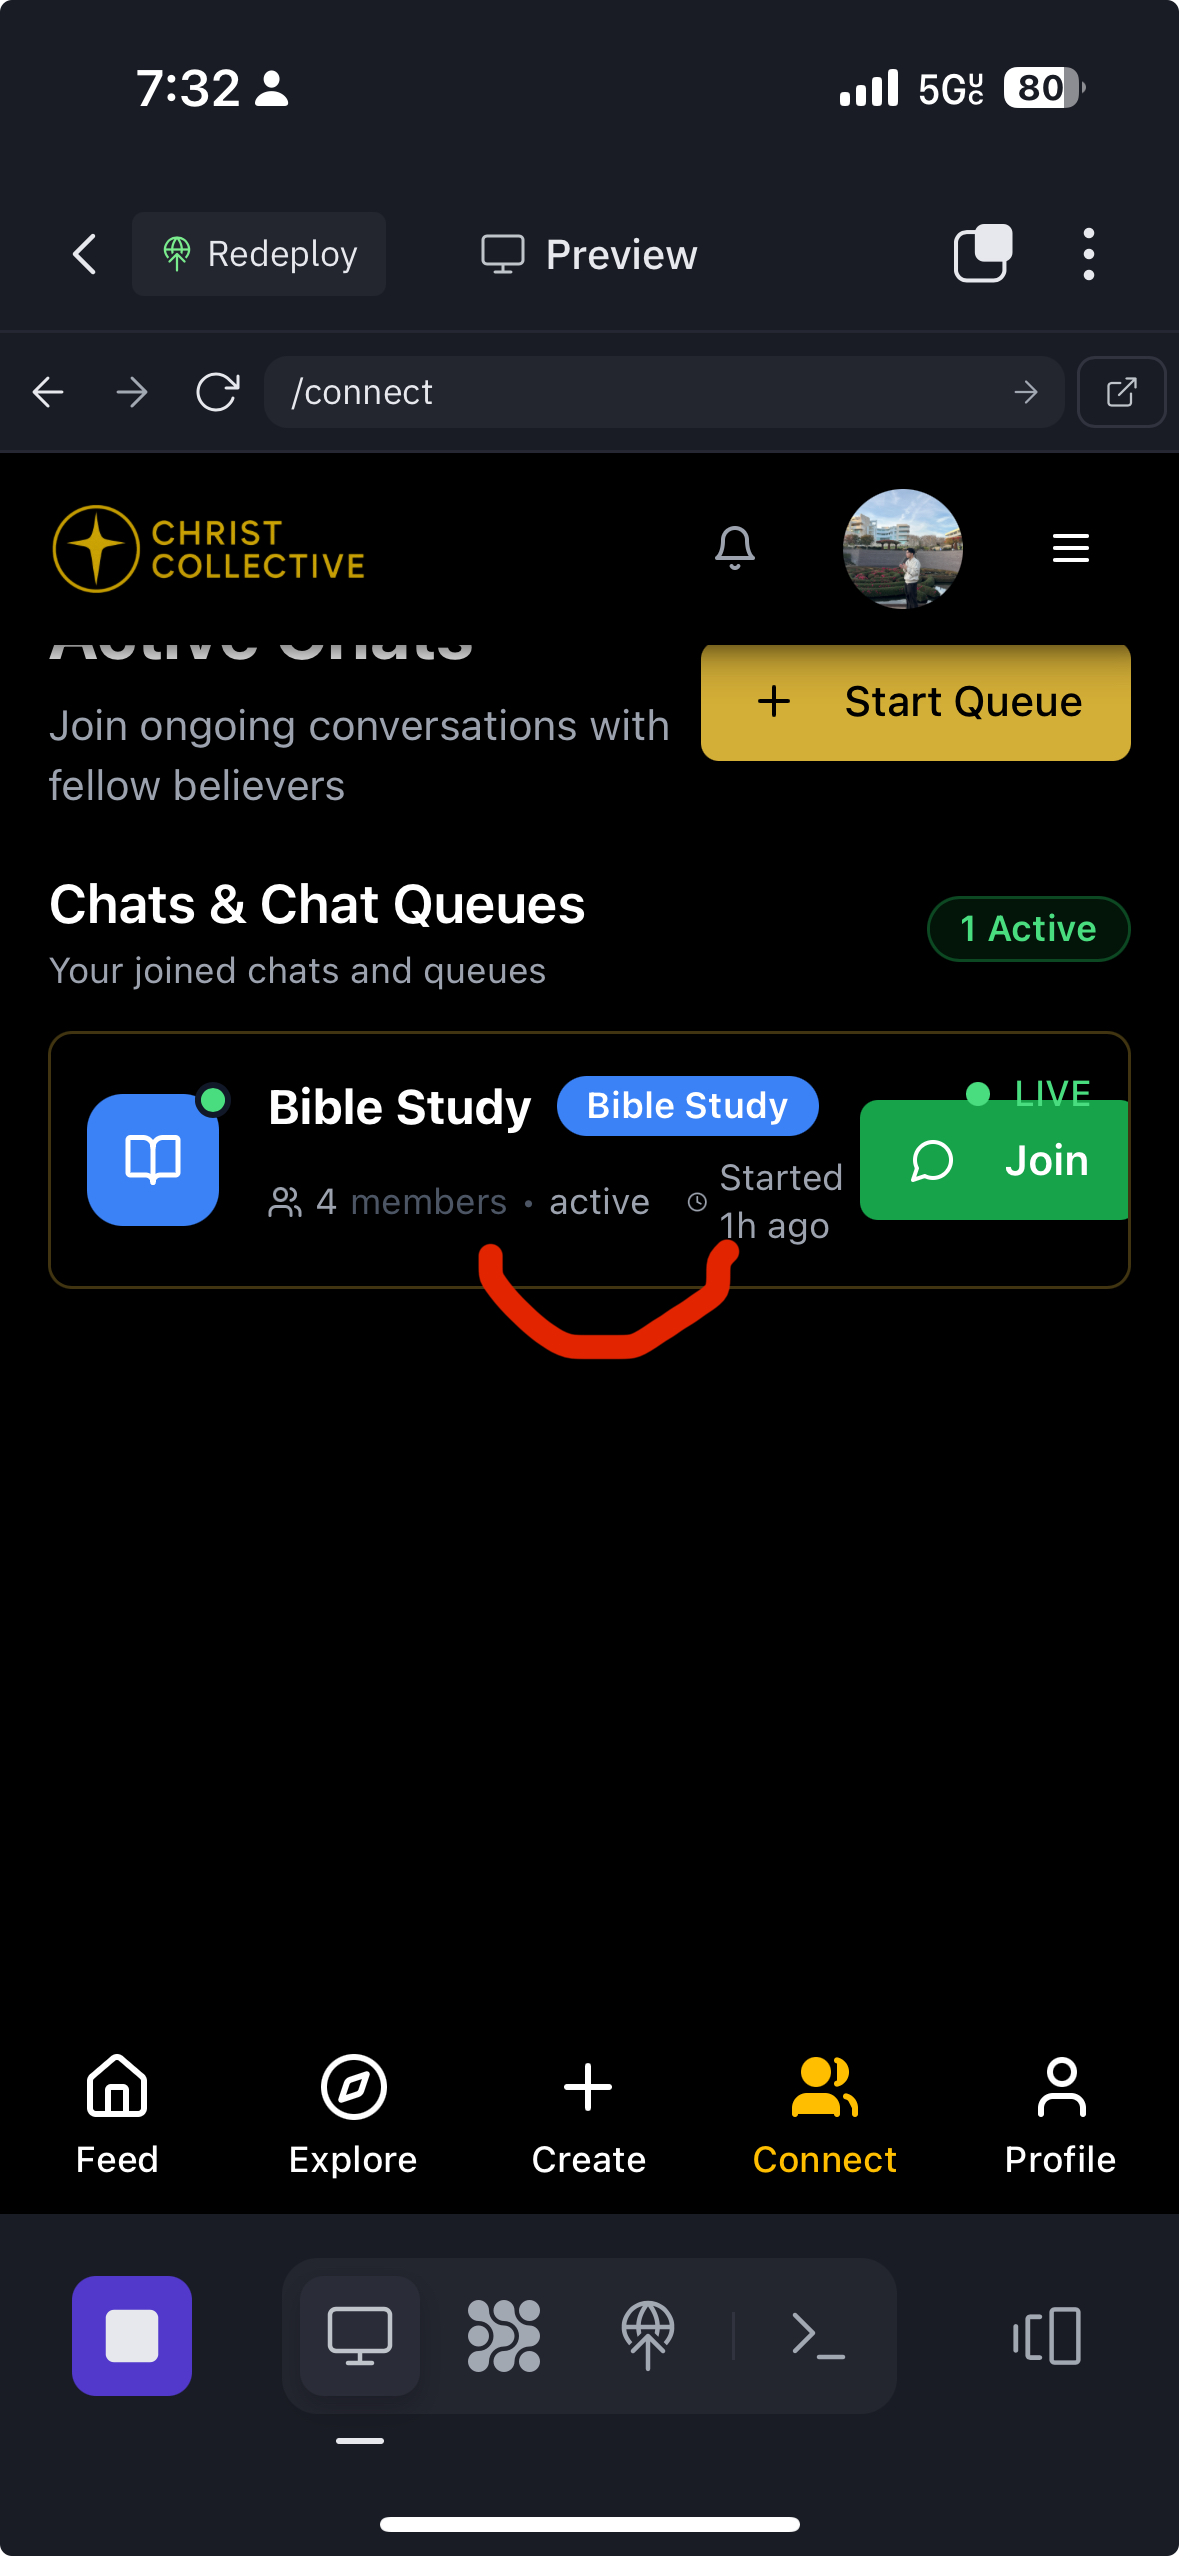 7:32
5GUC 80
Redeploy
Preview
/connect
CHRIST
COLLECTIVE
Active Chats
Start Queue
Join ongoing conversations with
fellow believers
Chats & Chat Queues
1 Active
Your joined chats and queues
Bible Study
Bible Study
LIVE
4 members • active
Started
1h ago
Join
Feed
Explore
Create
Connect
Profile